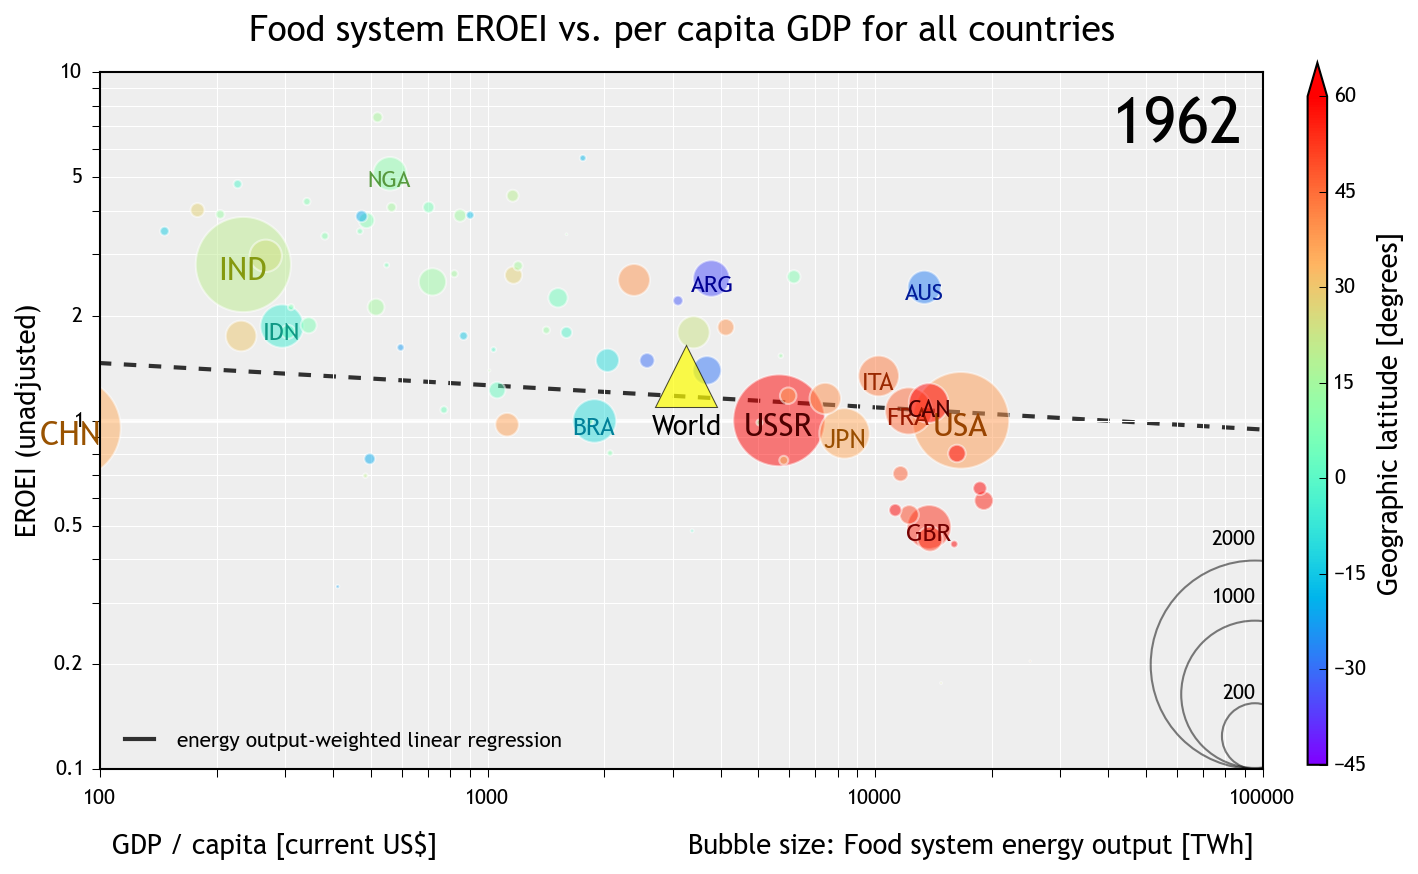 Food system EROEI vs. per capita GDP for all countries
1962
10
5
2
1
0.5
0.2
0.1
EROEI (unadjusted)
NGA
IND
IDN
ARG
AUS
ITA
CAN
FRA
CHN
BRA
World
USSR
JPN
USA
GBR
2000
1000
200
energy output-weighted linear regression
100
1000
10000
100000
GDP / capita [current US$]
Bubble size: Food system energy output [TWh]
60
45
30
15
0
−15
−30
−45
Geographic latitude [degrees]